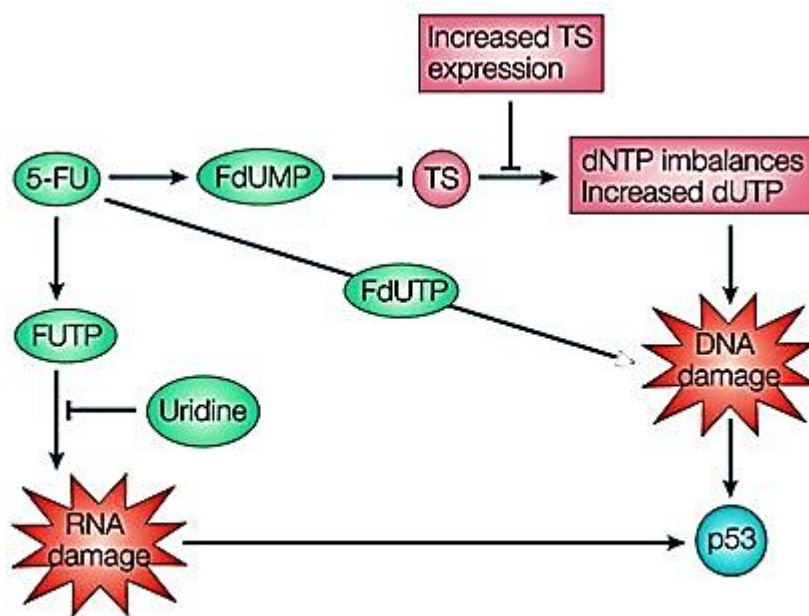 Increased TS
expression
5-FU
FdUMP
TS
dNTP imbalances
Increased dUTP
FdUTP
FUTP
DNA
damage
Uridine
RNA
damage
p53